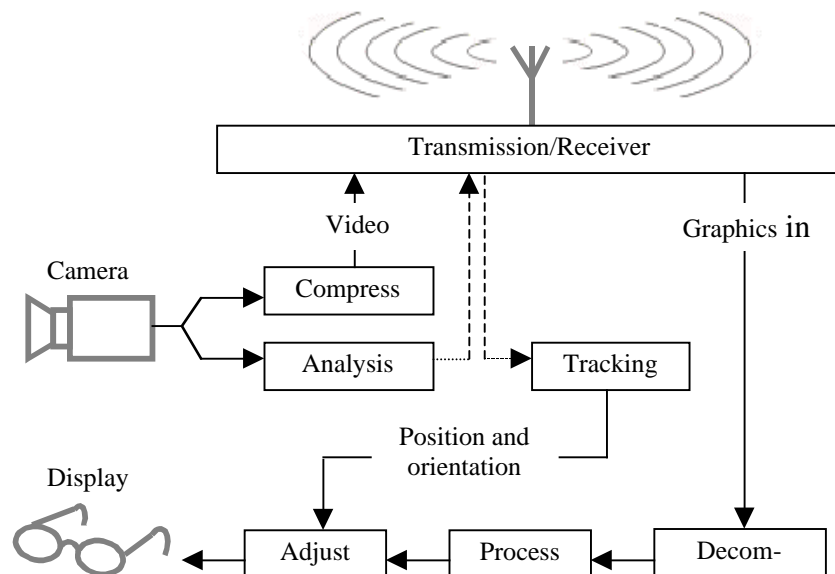 Transmission/Receiver
Video
Graphics in
Camera
Compress
Analysis
Tracking
Position and
orientation
Display
Adjust
Process
Decom-